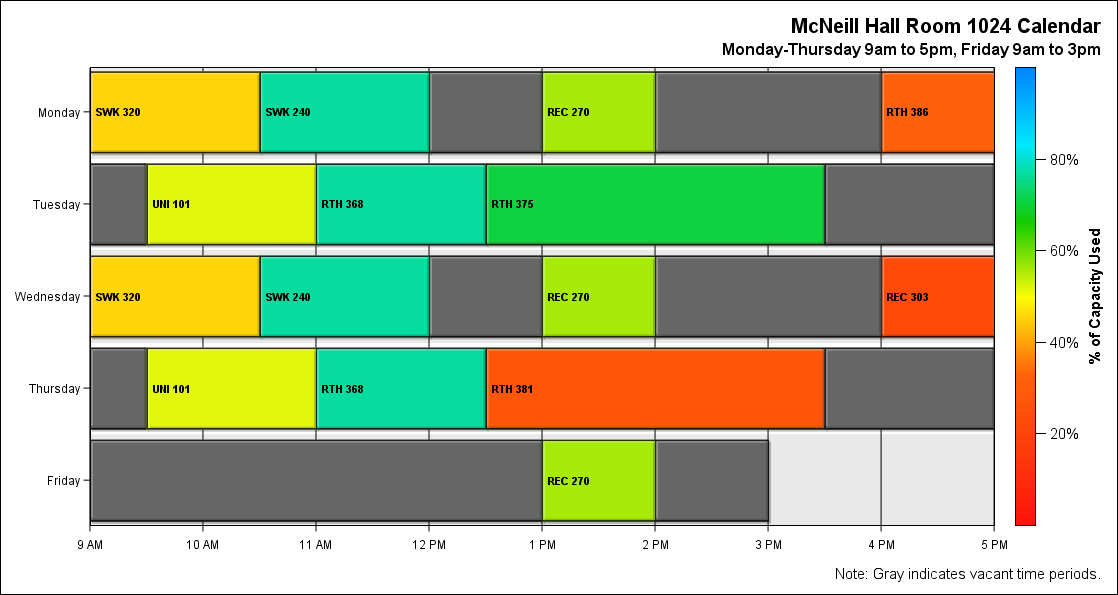 McNeill Hall Room 1024 Calendar
Monday-Thursday 9am to 5pm, Friday 9am to 3pm
Monday
SWK 320
SWK 240
REC 270
RTH 386
Tuesday
UNI 101
RTH 368
RTH 375
Wednesday
SWK 320
SWK 240
REC 270
REC 303
Thursday
UNI 101
RTH 368
RTH 381
Friday
REC 270
80%
60%
40%
20%
% of Capacity Used
9 AM
10 AM
11 AM
12 PM
1 PM
2 PM
3 PM
4 PM
5 PM
Note: Gray indicates vacant time periods.